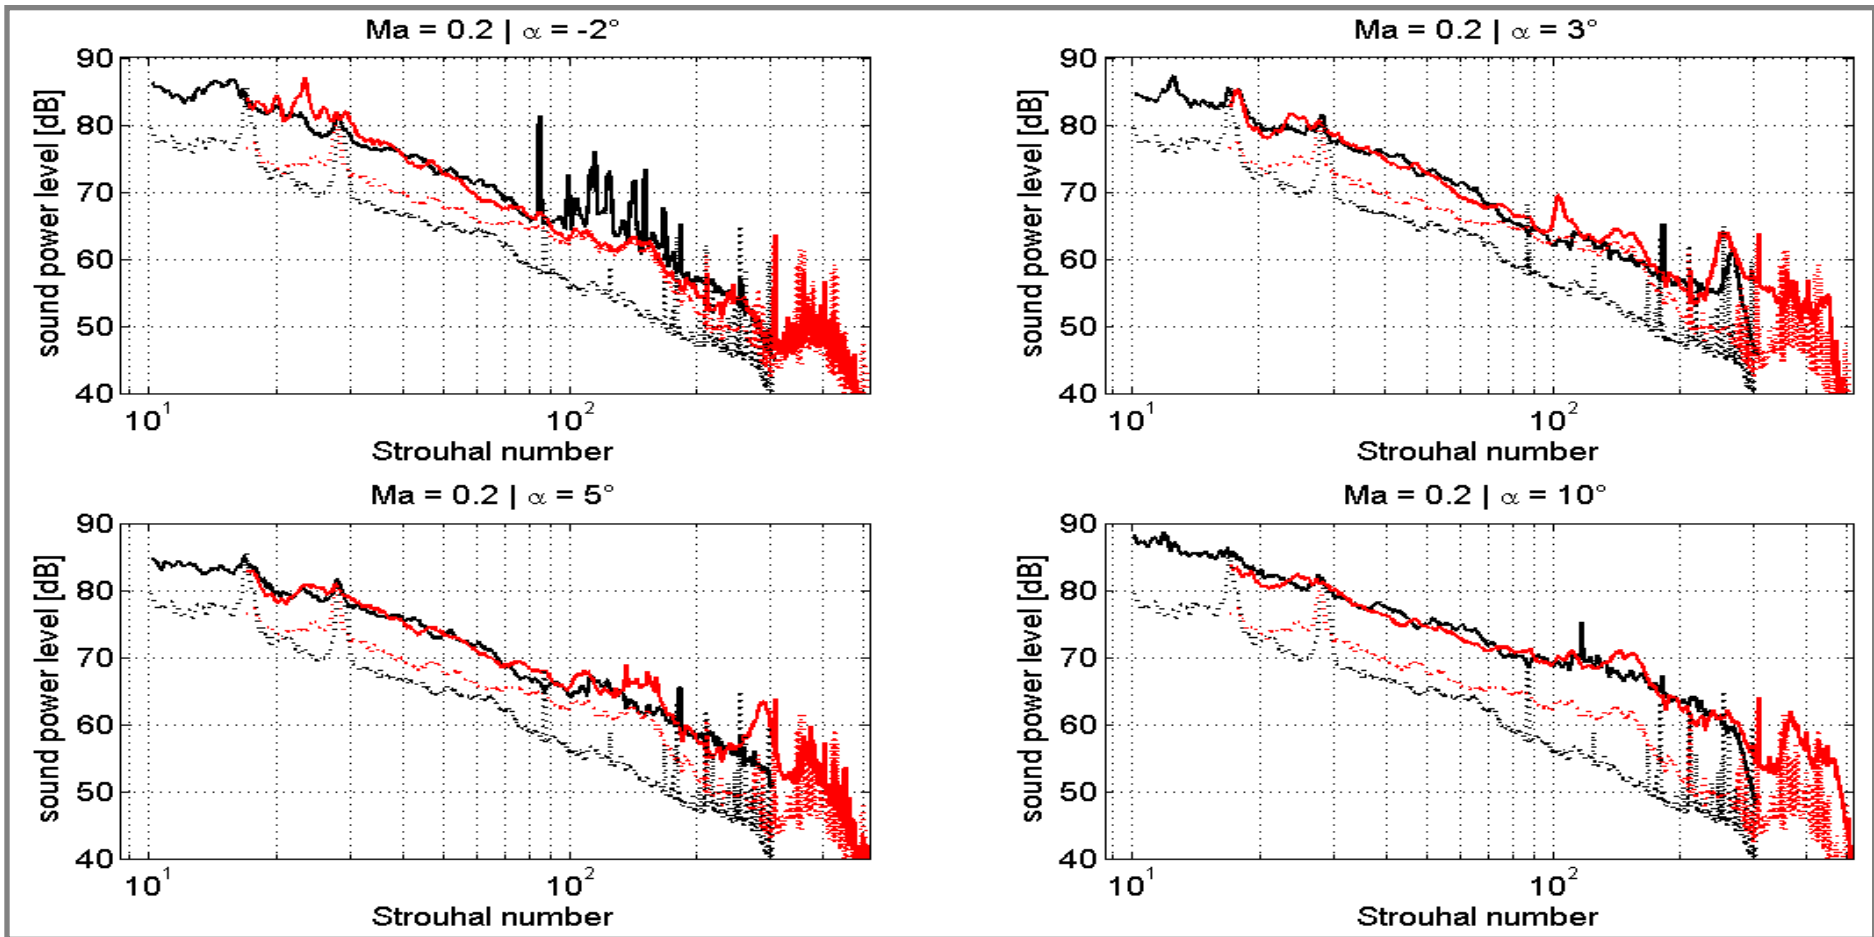 Ma = 0.2 | α = -2°
sound power level [dB]
90
80
70
60
50
40
10¹
10²
Strouhal number
Ma = 0.2 | α = 3°
sound power level [dB]
90
80
70
60
50
40
10¹
10²
Strouhal number
Ma = 0.2 | α = 5°
sound power level [dB]
90
80
70
60
50
40
10¹
10²
Strouhal number
Ma = 0.2 | α = 10°
sound power level [dB]
90
80
70
60
50
40
10¹
10²
Strouhal number